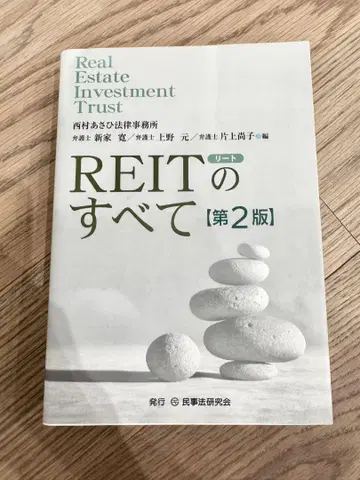 Real
Estate
Investment
Trust
西村あさひ法律事務所
弁護士 新家 寛／弁護士 上野 元／弁護士 片上尚子●編
リート
REITの
すべて【第2版】
発行 民事法研究会